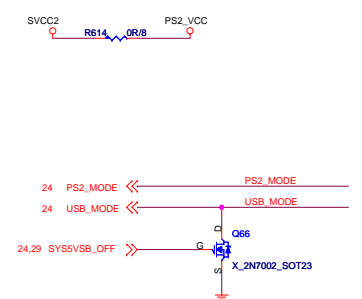 SVCC2 PS2_VCC
R614 0R/8
24 PS2_MODE PS2_MODE
24 USB_MODE USB_MODE
D
Q66
24,29 SYS5VSB_OFF G
S X_2N7002_SOT23